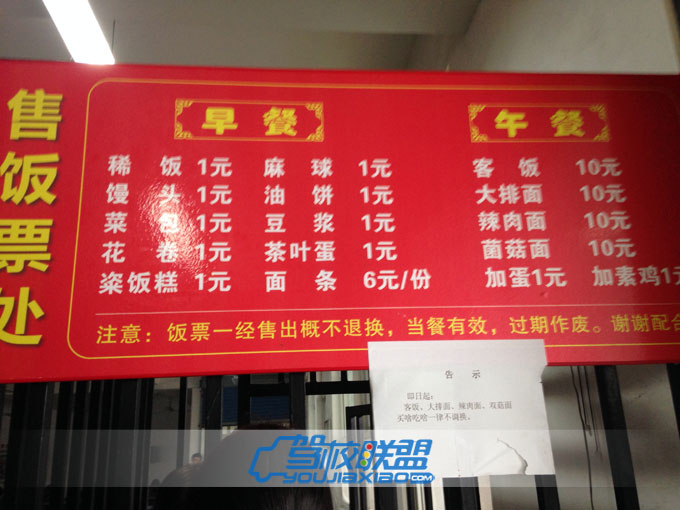 售饭票处
早餐
稀饭 1元 麻球 1元
馒头 1元 油饼 1元
菜包 1元 豆浆 1元
花卷 1元 茶叶蛋 1元
粢饭糕 1元 面条 6元/份
午餐
客饭 10元
大排面 10元
辣肉面 10元
菌菇面 10元
加蛋1元 加素鸡1元
注意：饭票一经售出概不退换，当餐有效，过期作废。谢谢配合
告示
即日起：
客饭、大排面、辣肉面、双菇面
买啥吃啥一律不调换。
驾校联盟
YOUJIAXIAO.COM